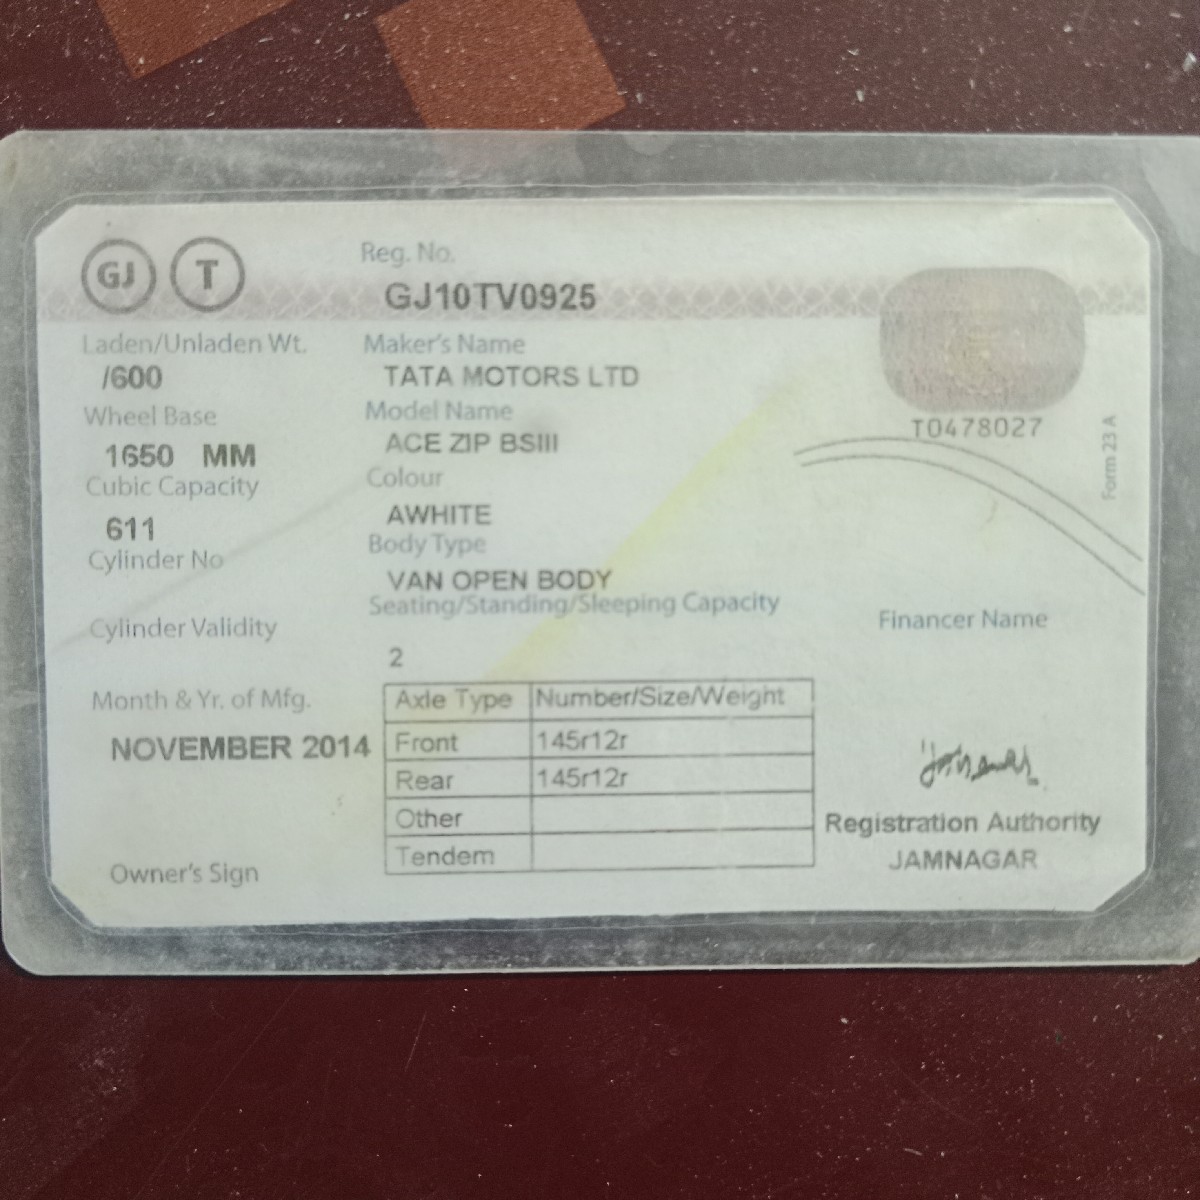 GJ T
Reg. No.
GJ10TV0925
Laden/Unladen Wt.
/600
Maker's Name
TATA MOTORS LTD
Wheel Base
1650 MM
Model Name
ACE ZIP BSIII
T0478027
Form 23 A
Cubic Capacity
611
Colour
AWHITE
Cylinder No
Body Type
VAN OPEN BODY
Cylinder Validity
Seating/Standing/Sleeping Capacity
2
Financer Name
Month & Yr. of Mfg.
NOVEMBER 2014
Axle Type Number/Size/Weight
Front 145r12r
Rear 145r12r
Other
Tendem
Owner's Sign
Registration Authority
JAMNAGAR